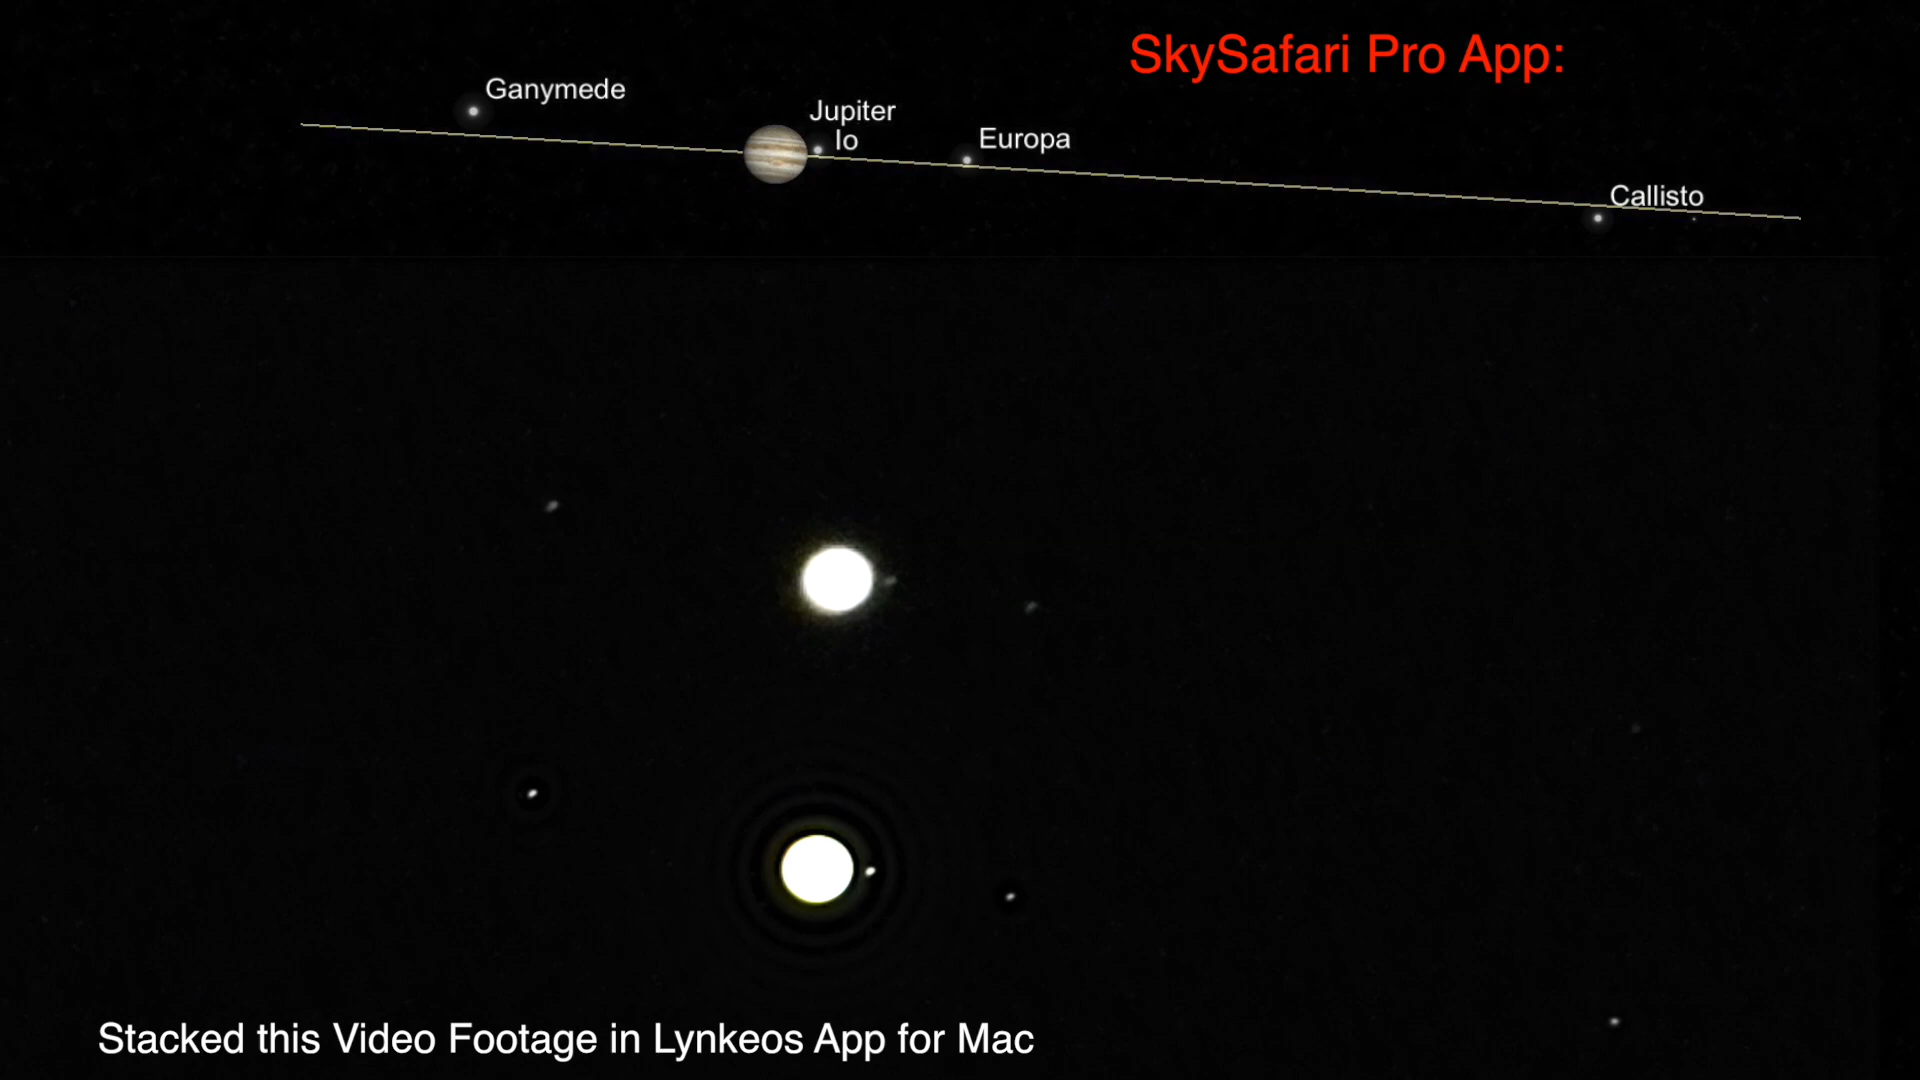 SkySafari Pro App:
Ganymede
Jupiter
Io
Europa
Callisto
Stacked this Video Footage in Lynkeos App for Mac